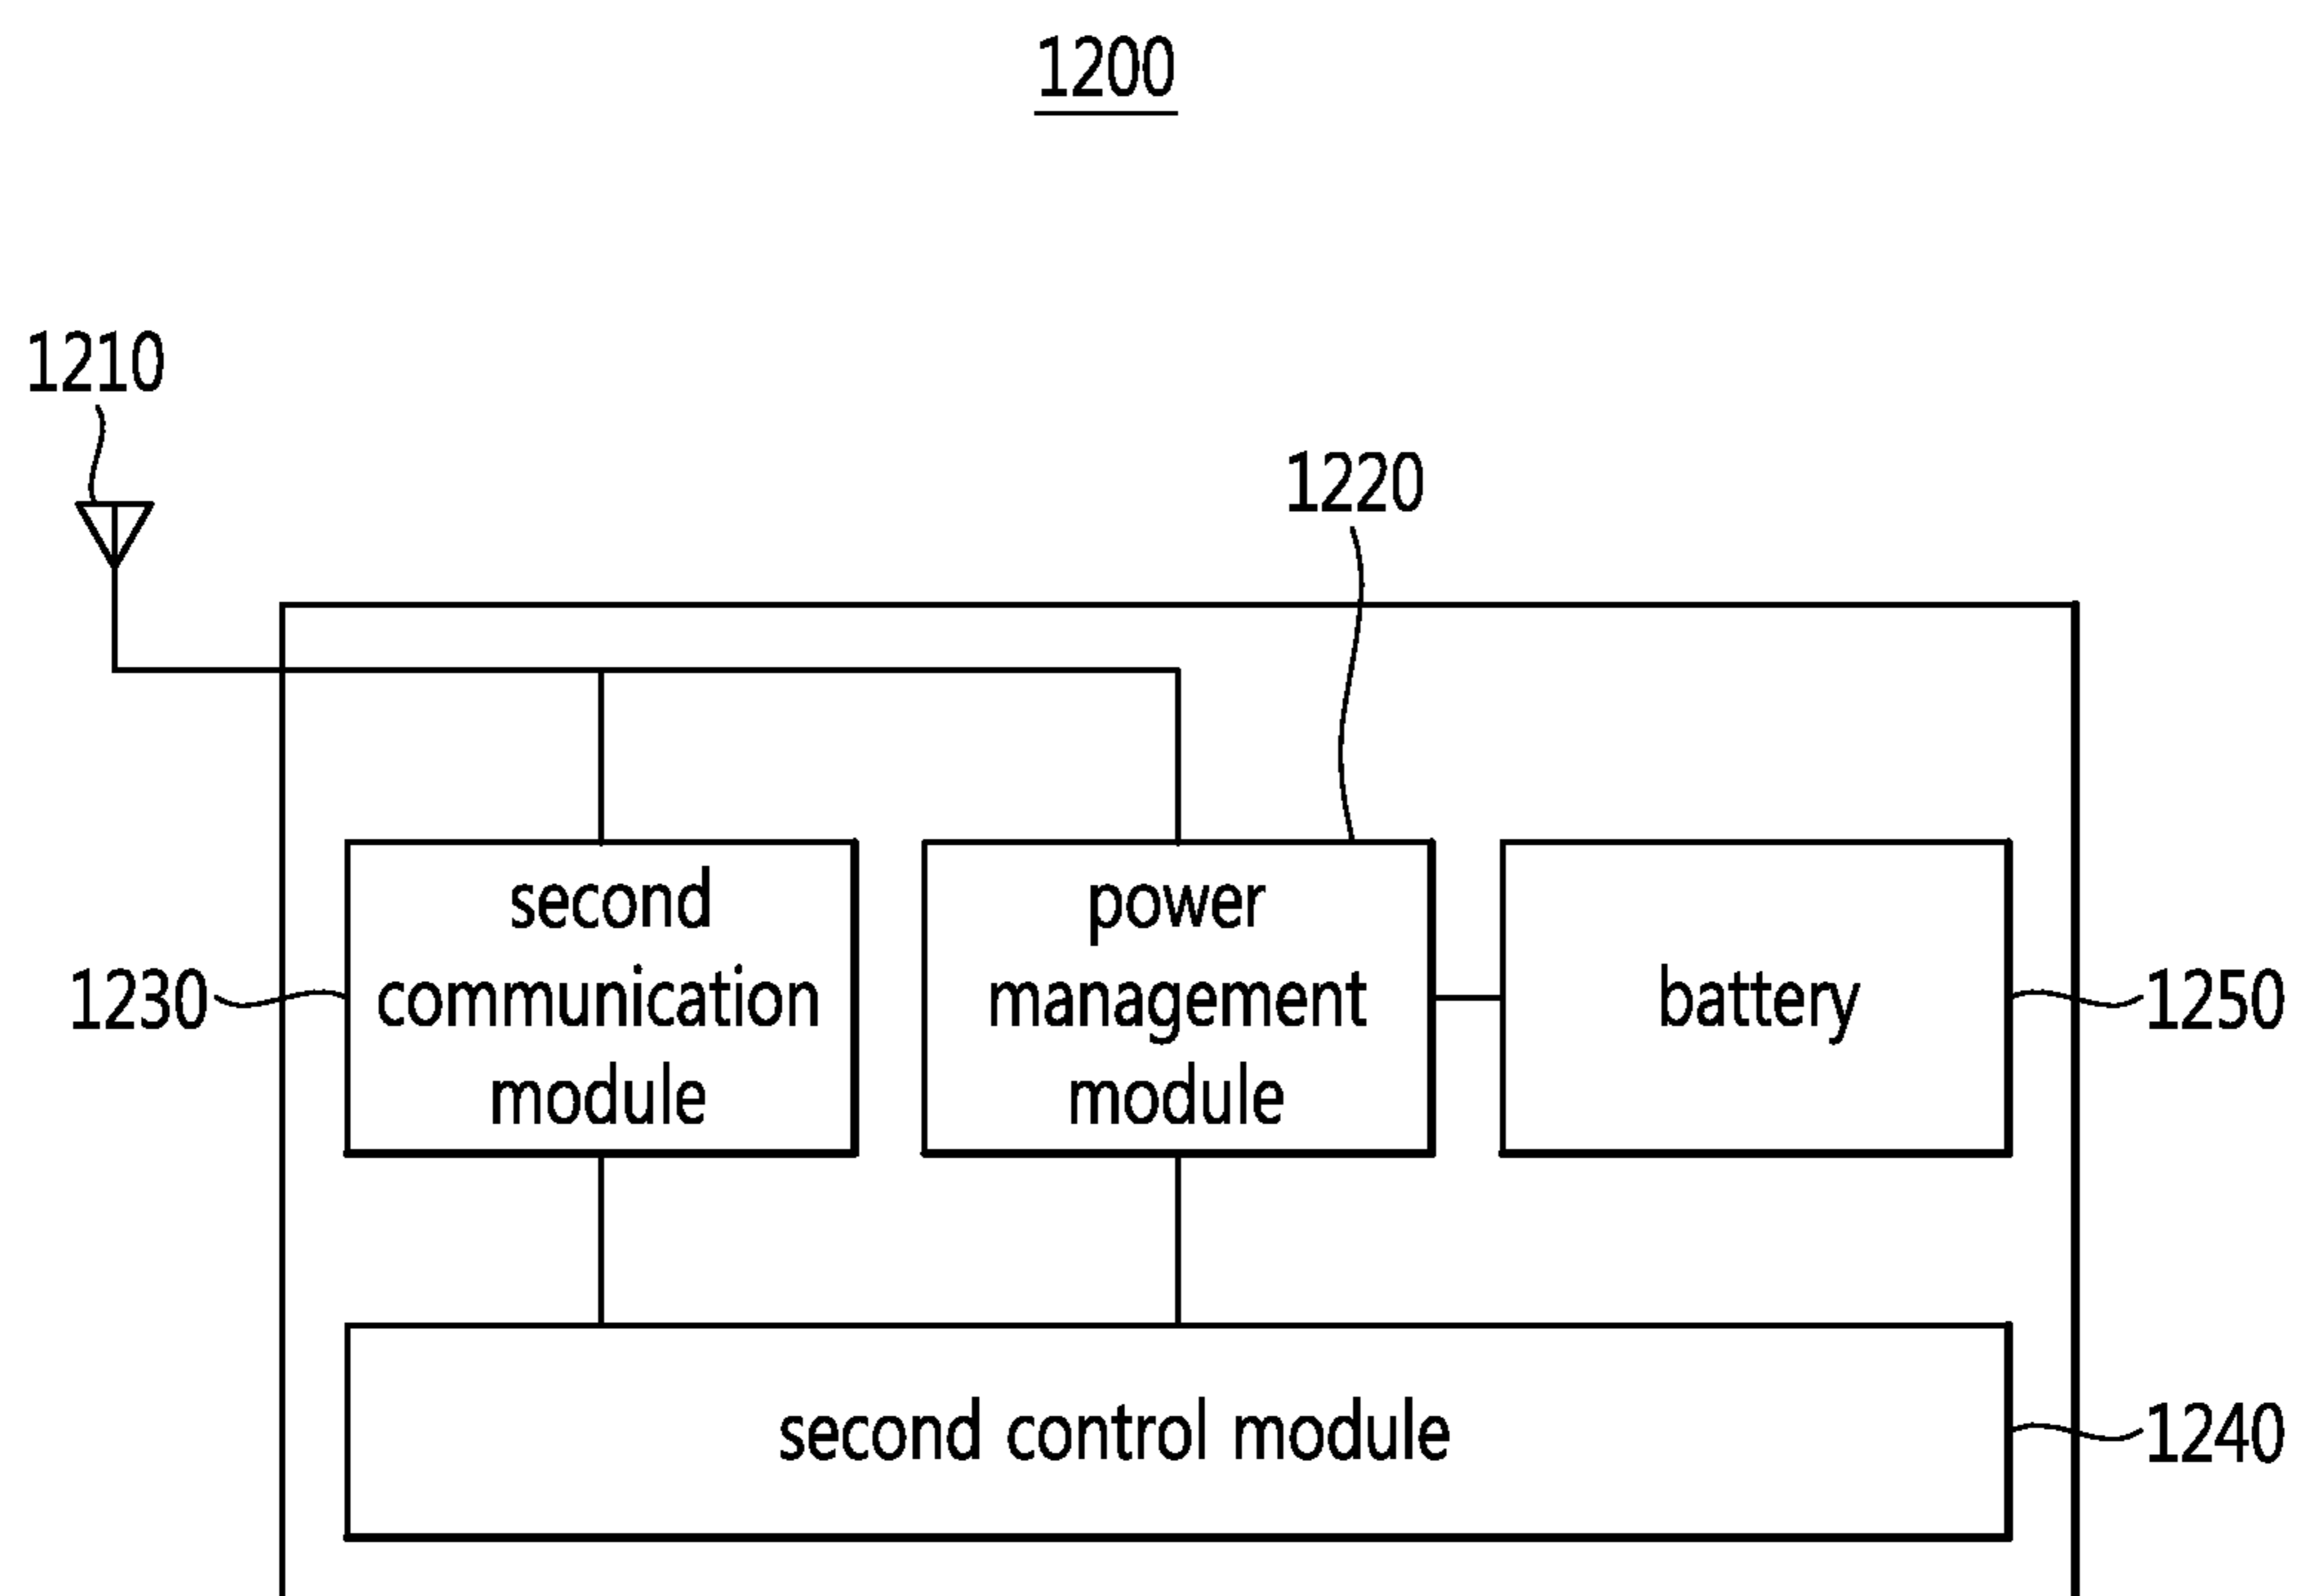 1200
1210
1220
second
communication
module
power
management
module
battery
1230
1250
second control module
1240